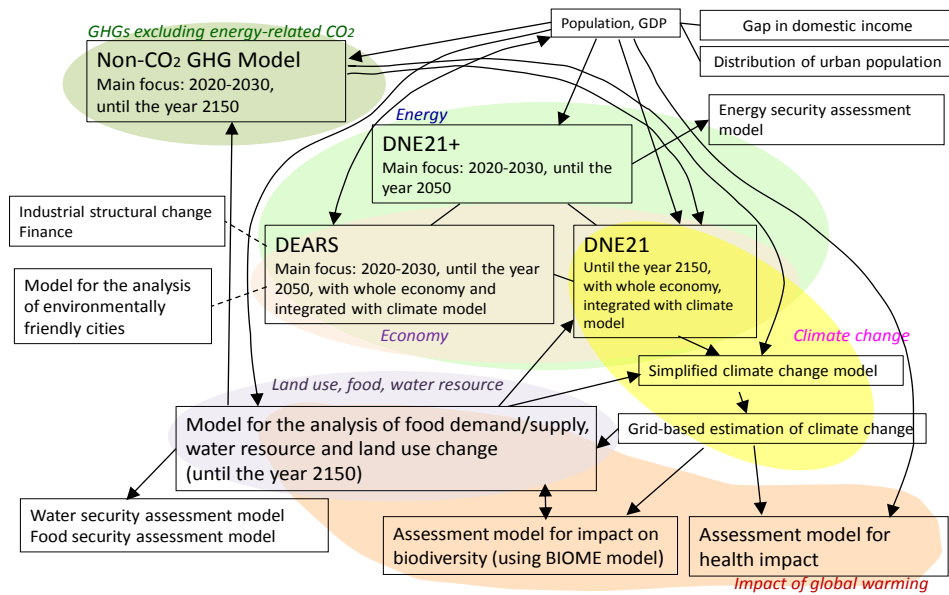 GHGs excluding energy-related CO2
Population, GDP
Gap in domestic income
Distribution of urban population
Non-CO2 GHG Model
Main focus: 2020-2030,
until the year 2150
Energy security assessment
model
Energy
DNE21+
Main focus: 2020-2030, until the
year 2050
Industrial structural change
Finance
DEARS
Main focus: 2020-2030, until the year
2050, with whole economy and
integrated with climate model
DNE21
Until the year 2150,
with whole economy,
integrated with climate
model
Model for the analysis
of environmentally
friendly cities
Economy
Climate change
Simplified climate change model
Land use, food, water resource
Model for the analysis of food demand/supply,
water resource and land use change
(until the year 2150)
Grid-based estimation of climate change
Water security assessment model
Food security assessment model
Assessment model for impact on
biodiversity (using BIOME model)
Assessment model for
health impact
Impact of global warming